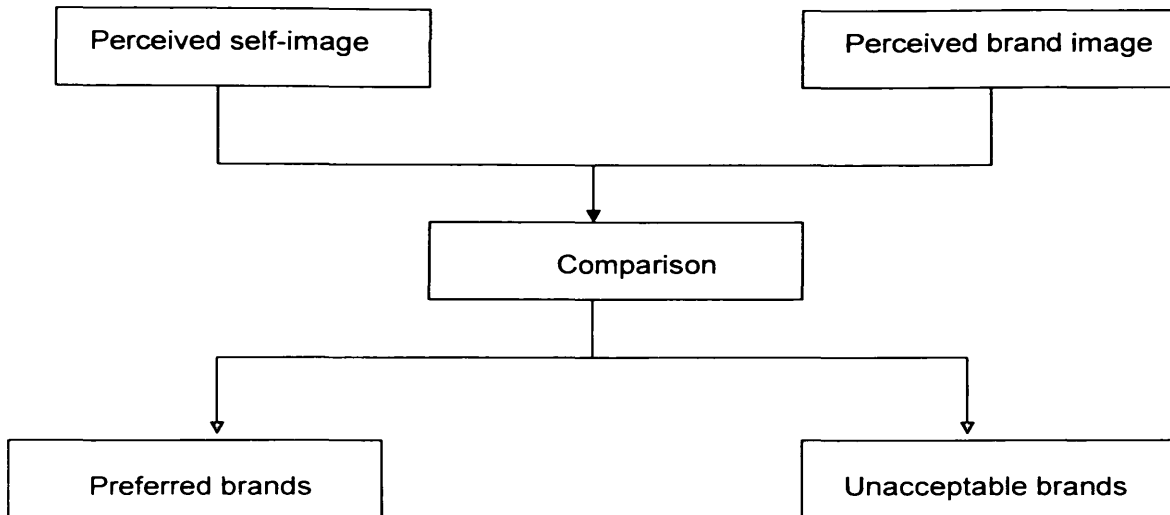 Perceived self-image
Perceived brand image
Comparison
Preferred brands
Unacceptable brands